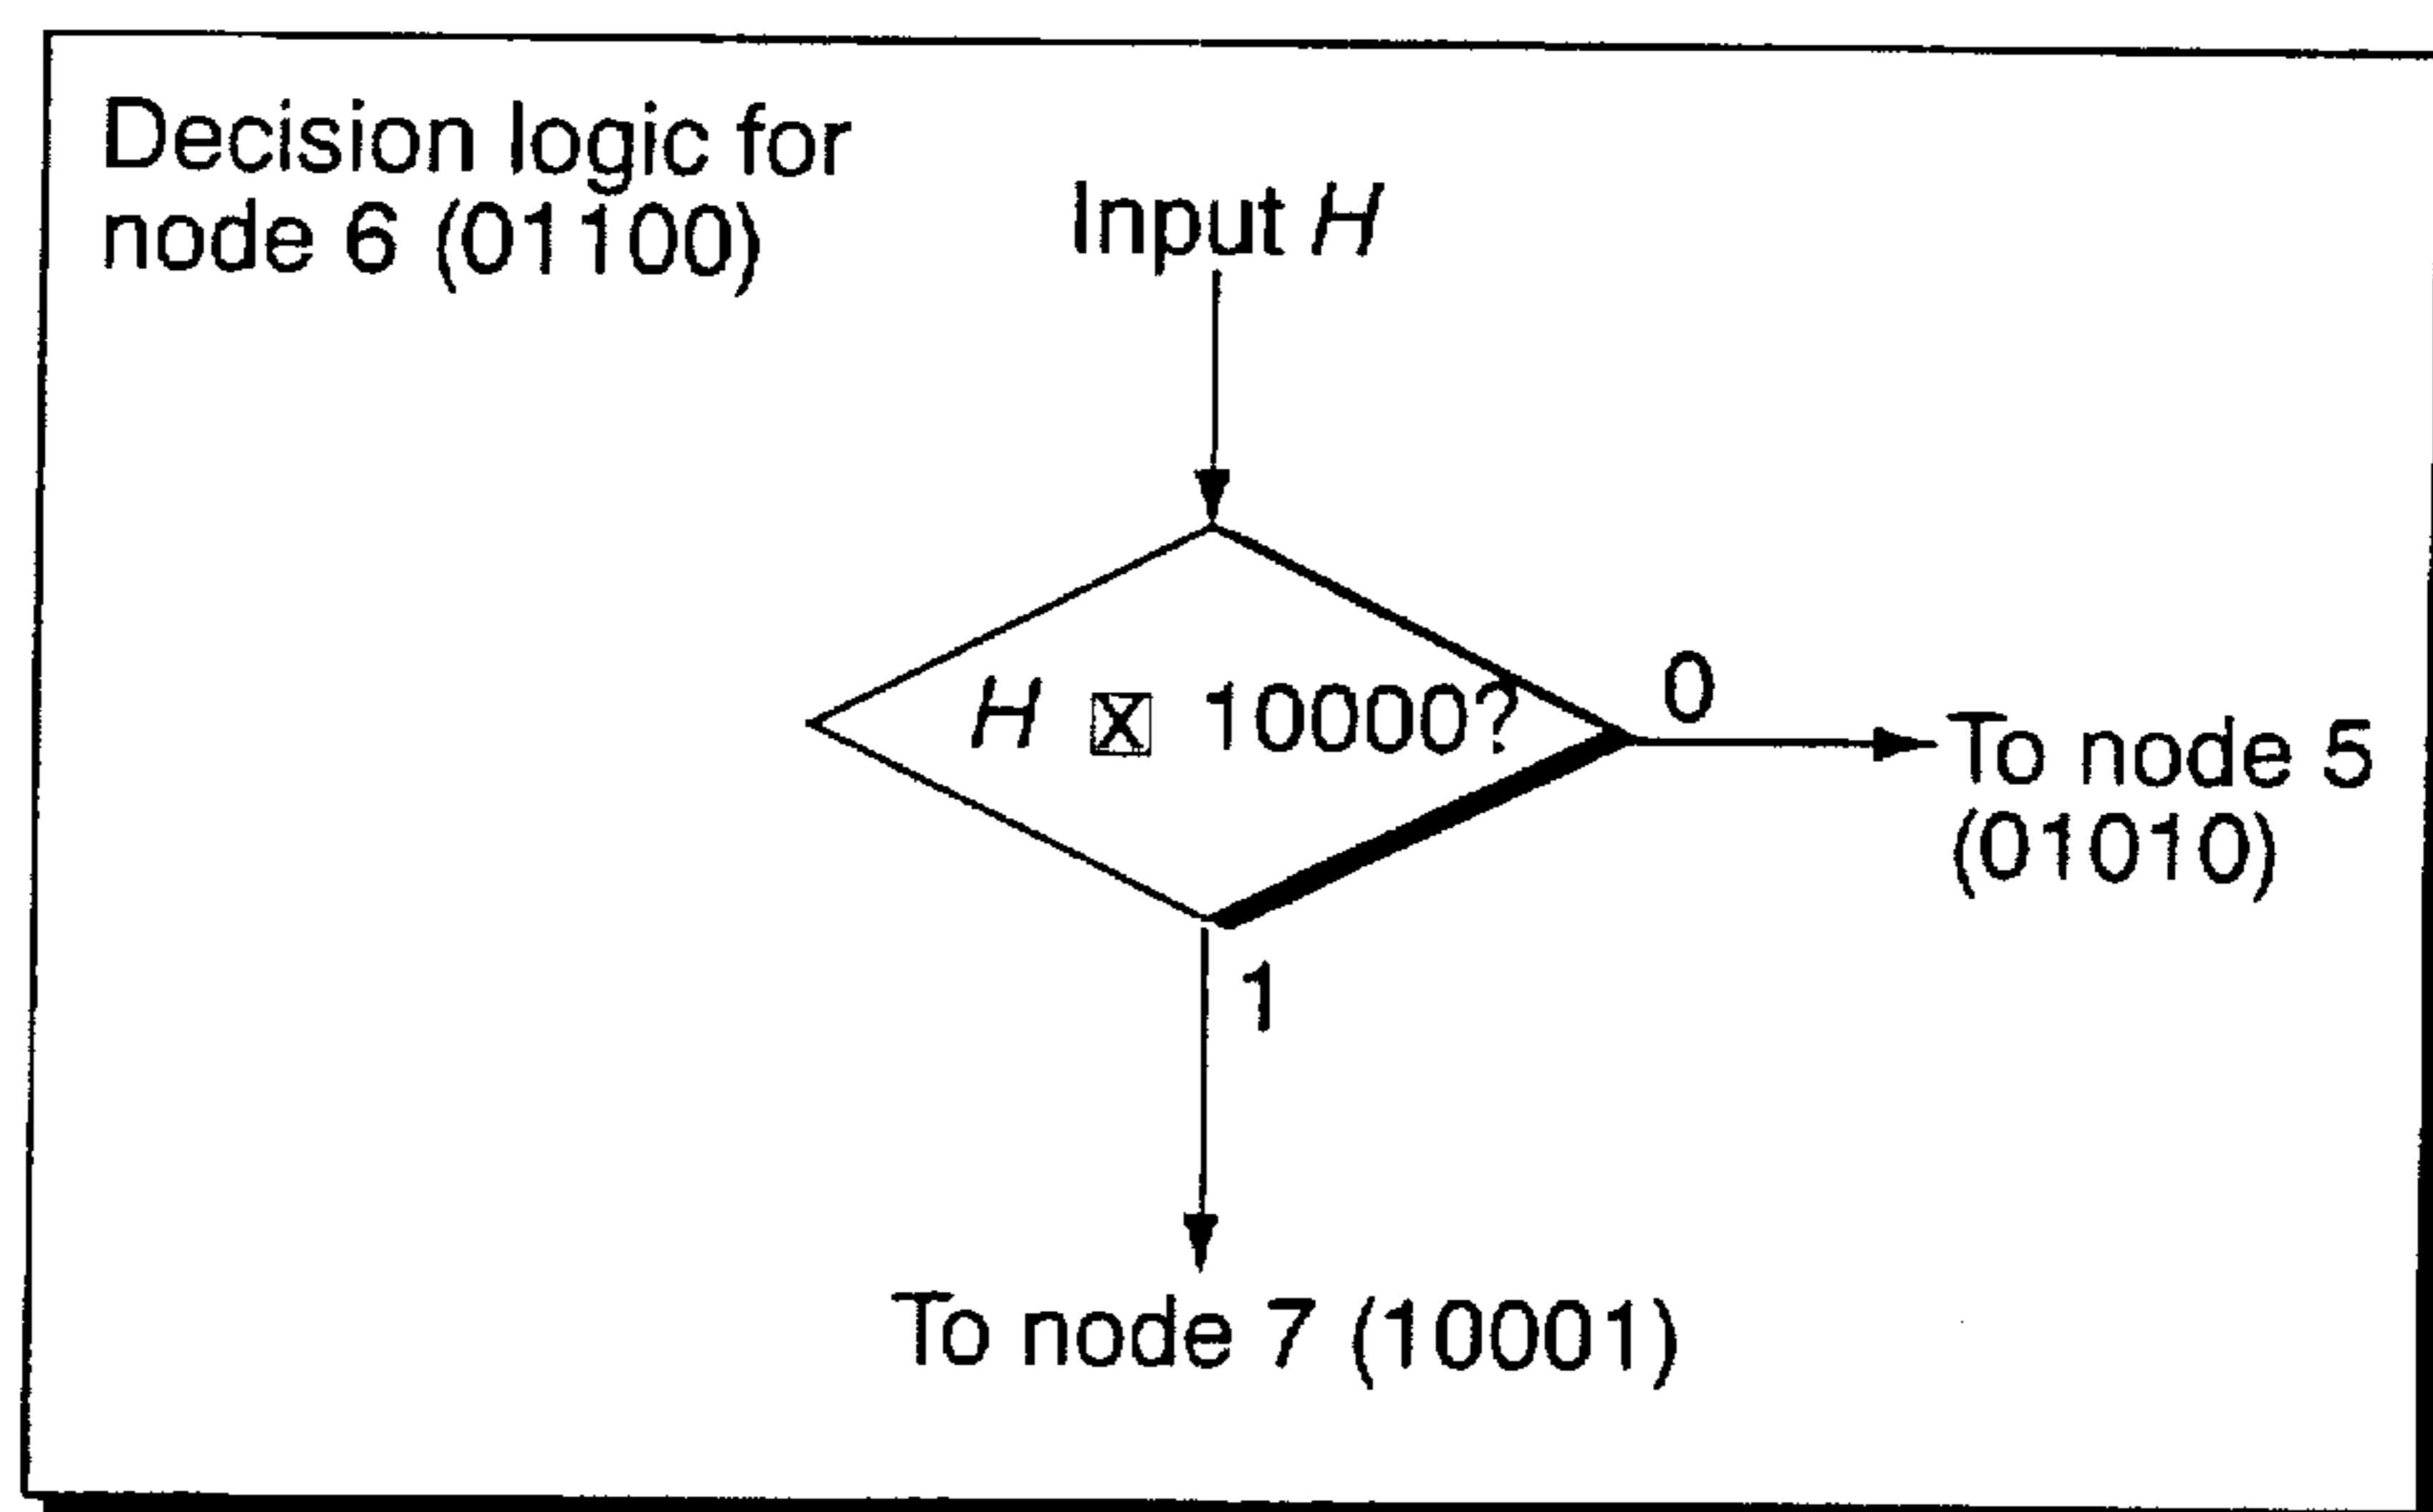 Decision logic for
node 6 (01100)
Input H
H ☒ 10000?
0
To node 5
(01010)
1
To node 7 (10001)